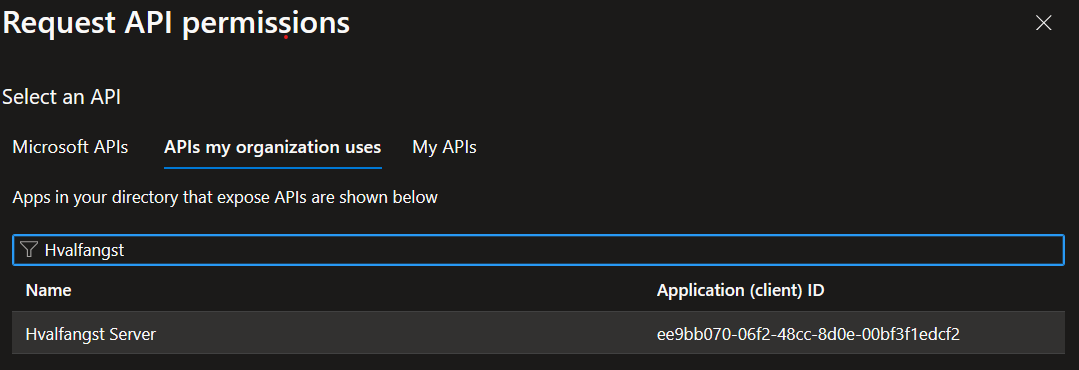 Request API permissions
Select an API
Microsoft APIs APIs my organization uses My APIs
Apps in your directory that expose APIs are shown below
Hvalfangst
Name Application (client) ID
Hvalfangst Server ee9bb070-06f2-48cc-8d0e-00bf3f1edcf2